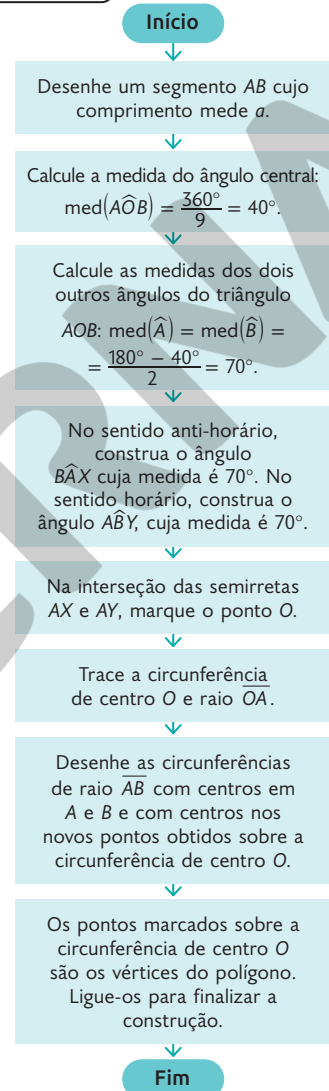 Início
Desenhe um segmento AB cujo
comprimento mede a.
Calcule a medida do ângulo central:
med(AÔB) = 360°/9 = 40°.
Calcule as medidas dos dois
outros ângulos do triângulo
AOB: med(Â) = med(B̂) =
= 180° − 40°/2 = 70°.
No sentido anti-horário,
construa o ângulo
BÂX cuja medida é 70°. No
sentido horário, construa o
ângulo AB̂Y, cuja medida é 70°.
Na interseção das semirretas
AX e AY, marque o ponto O.
Trace a circunferência
de centro O e raio O̅A̅.
Desenhe as circunferências
de raio A̅B̅ com centros em
A e B e com centros nos
novos pontos obtidos sobre a
circunferência de centro O.
Os pontos marcados sobre a
circunferência de centro O
são os vértices do polígono.
Ligue-os para finalizar a
construção.
Fim